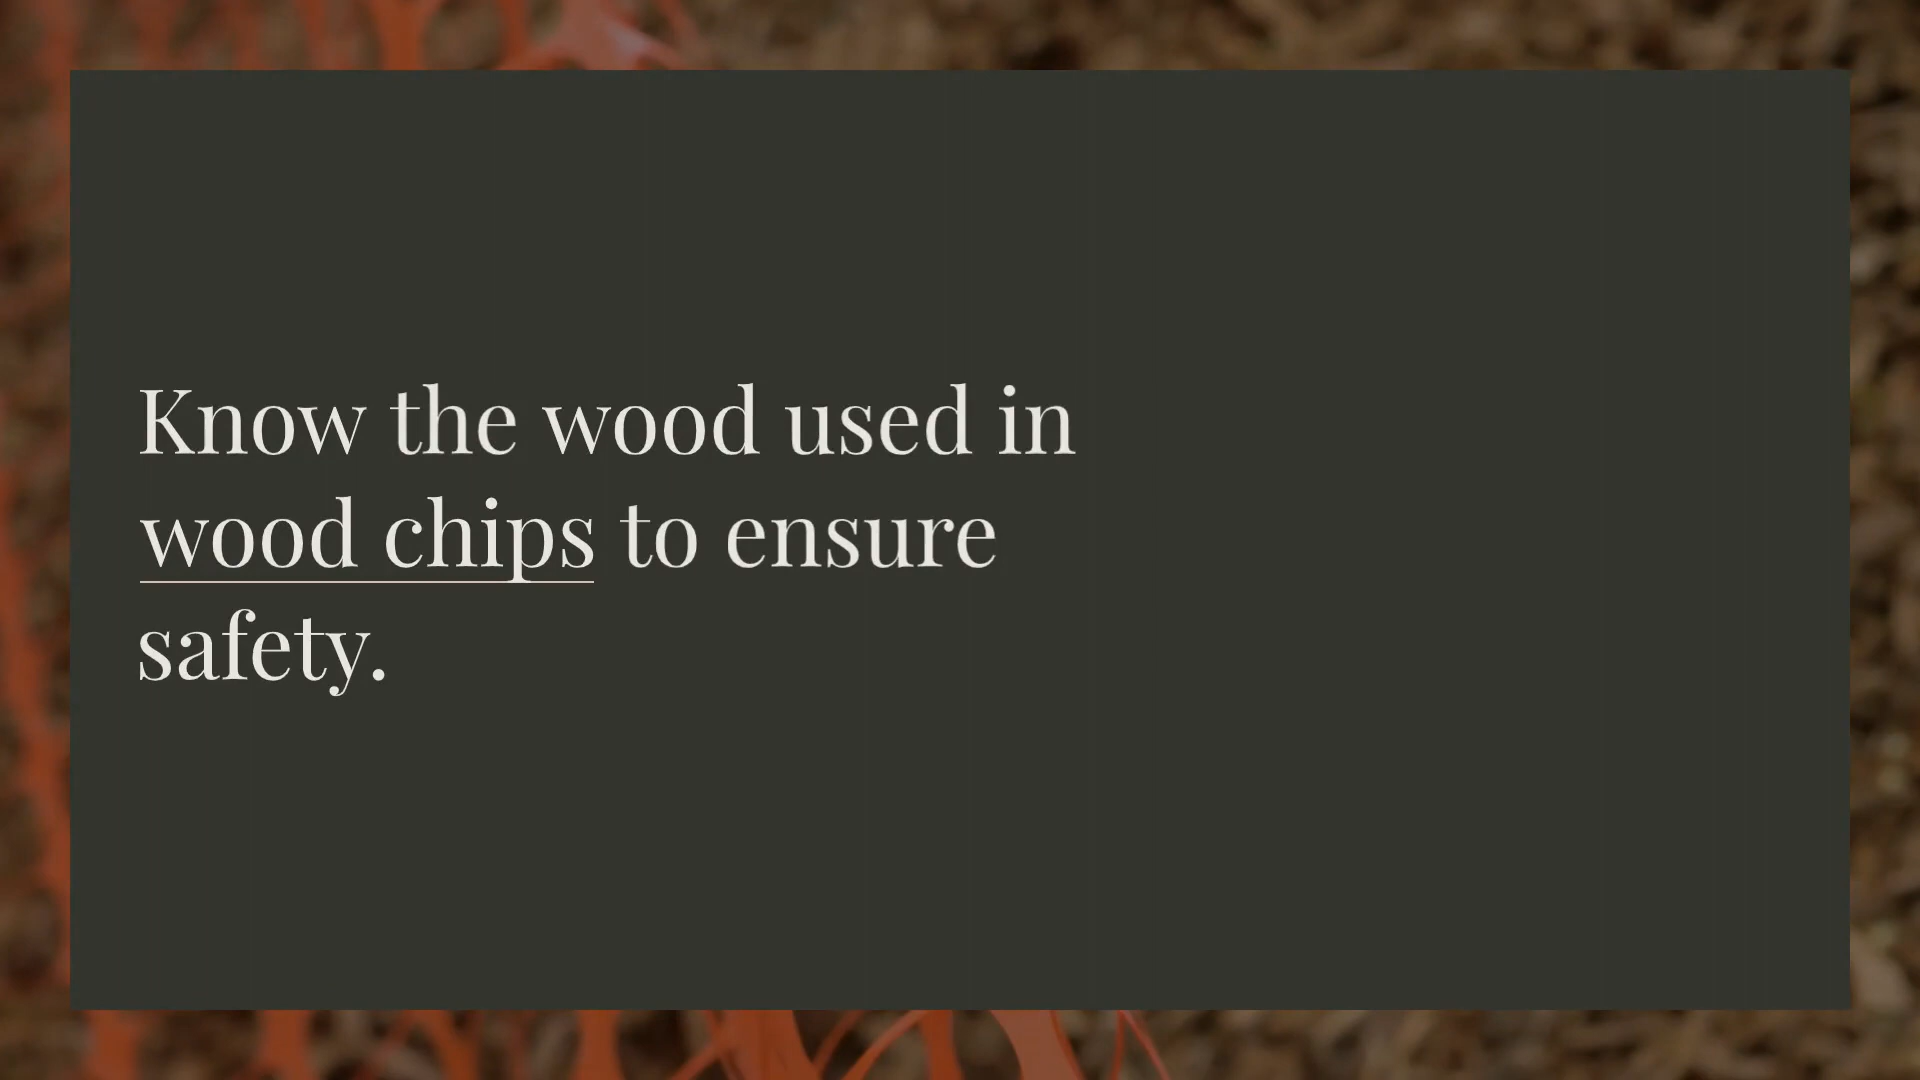 Know the wood used in
wood chips to ensure
safety.